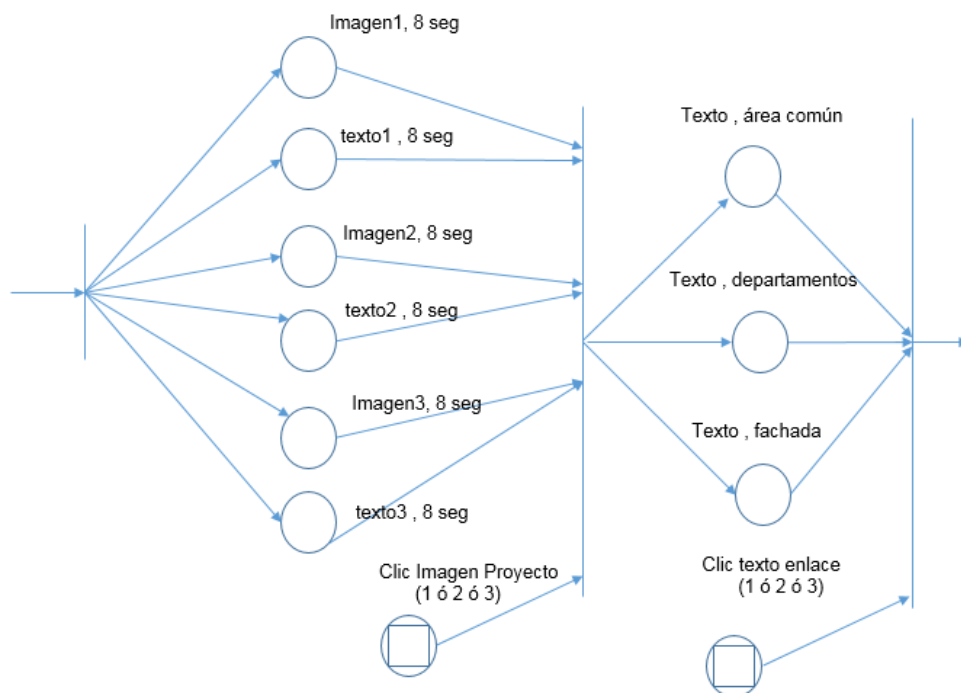 Imagen1, 8 seg
texto1 , 8 seg
Imagen2, 8 seg
texto2 , 8 seg
Imagen3, 8 seg
texto3 , 8 seg
Clic Imagen Proyecto
(1 ó 2 ó 3)
Texto , área común
Texto , departamentos
Texto , fachada
Clic texto enlace
(1 ó 2 ó 3)